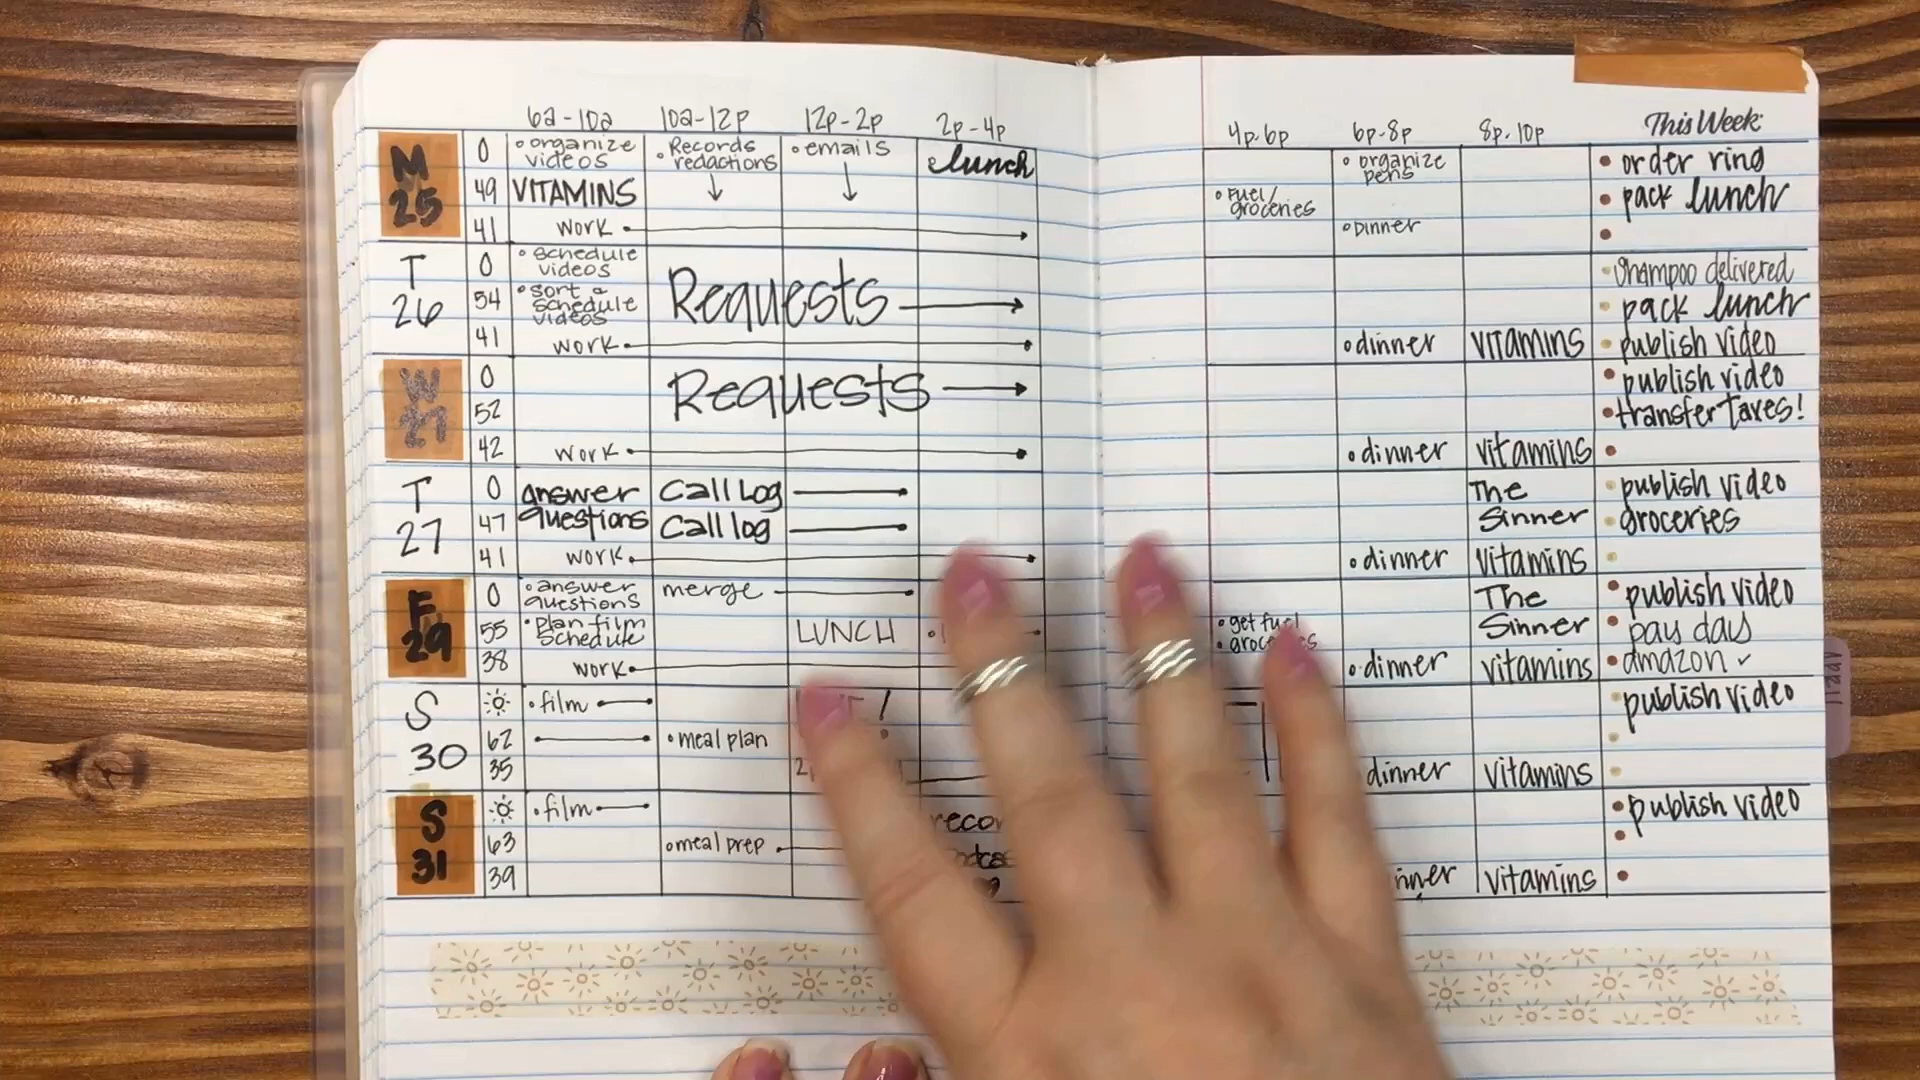 6a-10a 10a-12p 12p-2p 2p-4p 4p-6p 6p-8p 8p-10p This Week:
M 25
0 49 41
• organize videos
VITAMINS
work
• Records redactions
• emails
• lunch
• Fuel/ groceries
• organize pens
• Dinner
• order ring
• pack lunch
T 26
0 54 41
• schedule videos
• sort & schedule videos
work
Requests
• dinner
VITAMINS
• Shampoo delivered
• pack lunch
• publish video
W 27
0 52 42
Requests
work
• dinner
vitamins
• publish video
• transfer taxes!
T 27
0 47 41
answer questions
work
Call Log
Call log
• dinner
The Sinner
vitamins
• publish video
• groceries
F 29
0 55 38
• answer questions
• plan film schedule
work
merge
LUNCH
• get fuel
•
• dinner
The Sinner
vitamins
• publish video
• pay day
• amazon ✓
S 30
62 35
• film
• meal plan
dinner
vitamins
• publish video
S 31
63 39
• film
• meal prep
vitamins
• publish video
April